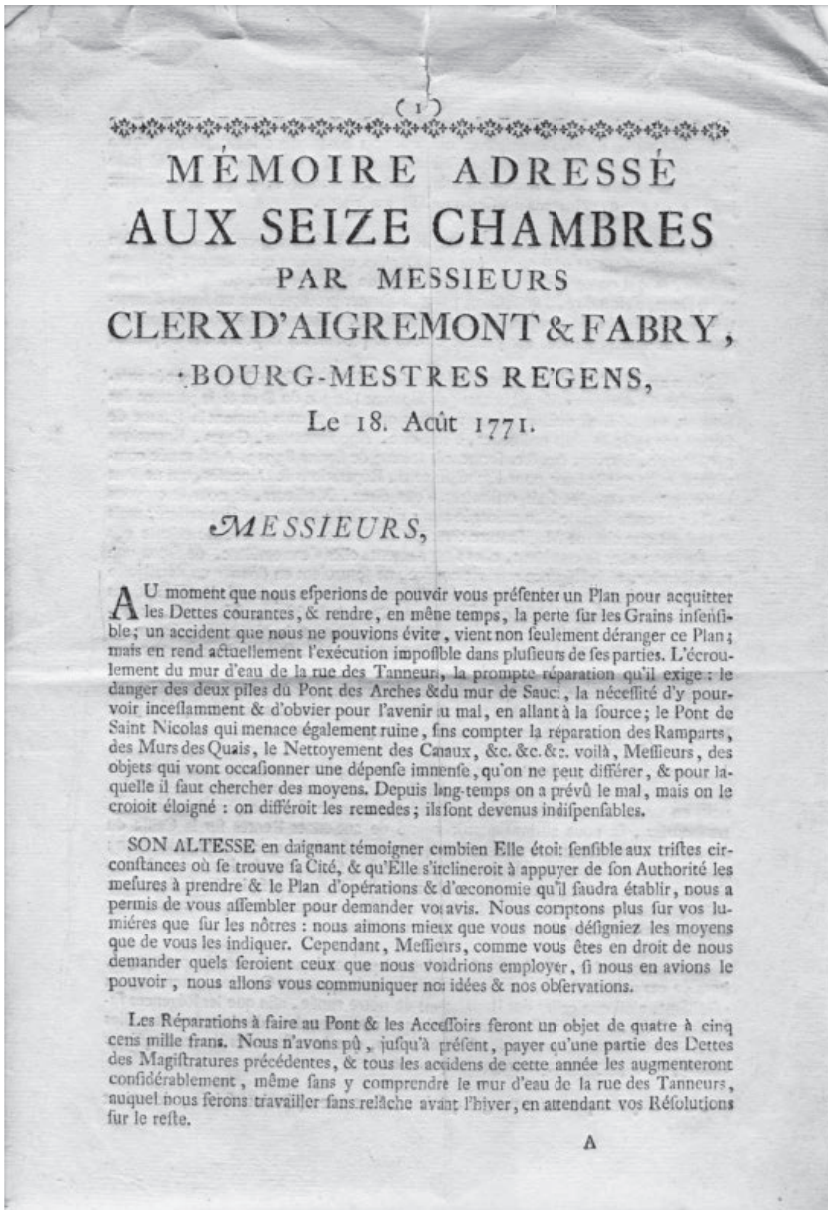 ( 1 )
MÉMOIRE ADRESSÉ
AUX SEIZE CHAMBRES
PAR MESSIEURS
CLERX D'AIGREMONT & FABRY,
BOURG-MESTRES RE'GENS,
Le 18. Août 1771.
MESSIEURS,
AU moment que nous eſperions de pouvoir vous préſenter un Plan pour acquitter
les Dettes courantes, & rendre, en mêne temps, la perte ſur les Grains inſenſi-
ble; un accident que nous ne pouvions évite, vient non ſeulement déranger ce Plan;
mais en rend actuellement l'exécution impoſſible dans pluſieurs de ſes parties. L'écrou-
lement du mur d'eau de la rue des Tanneurs, la prompte réparation qu'il exige : le
danger des deux piles du Pont des Arches & du mur de Sauci, la néceſſité d'y pour-
voir inceſſamment & d'obvier pour l'avenir au mal, en allant à la ſource; le Pont de
Saint Nicolas qui menace également ruine, ſans compter la réparation des Ramparts,
des Murs des Quais, le Nettoyement des Canaux, &c. &c. &c. voilà, Meſſieurs, des
objets qui vont occaſionner une dépenſe immenſe, qu'on ne peut différer, & pour la-
quelle il faut chercher des moyens. Depuis long-temps on a prévû le mal, mais on le
croioit éloigné : on différoit les remedes; ils ſont devenus indiſpenſables.
SON ALTESSE en daignant témoigner combien Elle étoit ſenſible aux triſtes cir-
conſtances où ſe trouve ſa Cité, & qu'Elle s'inclineroit à appuyer de ſon Authorité les
meſures à prendre & le Plan d'opérations & d'œconomie qu'il faudra établir, nous a
permis de vous aſſembler pour demander vot avis. Nous comptons plus ſur vos lu-
miéres que ſur les nôtres : nous aimons mieux que vous nous déſigniez les moyens
que de vous les indiquer. Cependant, Meſſieurs, comme vous êtes en droit de nous
demander quels ſeroient ceux que nous voudrions employer, ſi nous en avions le
pouvoir, nous allons vous communiquer nos idées & nos obſervations.
Les Réparations à faire au Pont & les Acceſſoirs ſeront un objet de quatre à cinq
cens mille frans. Nous n'avons pû, juſqu'à préſent, payer qu'une partie des Dettes
des Magiſtratures précédentes, & tous les accidens de cette année les augmenteront
conſidérablement, même ſans y comprendre le mur d'eau de la rue des Tanneurs,
auquel nous ferons travailler ſans relâche avant l'hiver, en attendant vos Réſolutions
ſur le reſte.
A